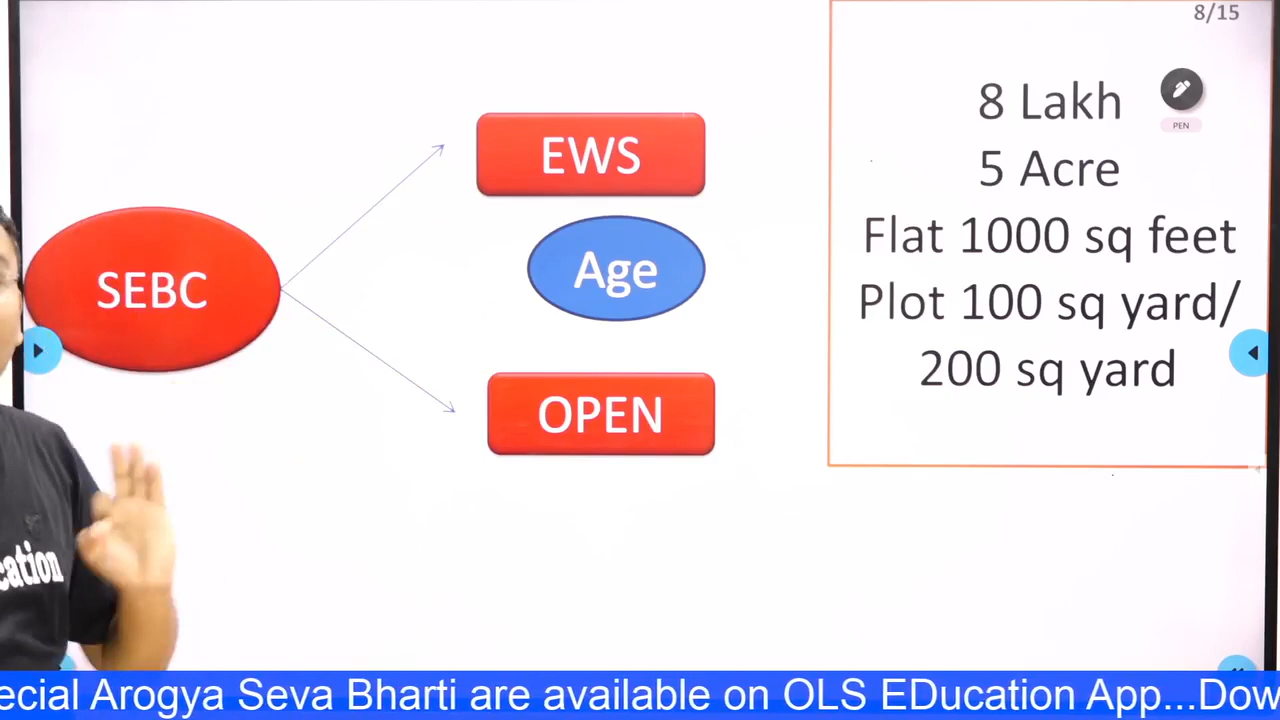 8/15
EWS
Age
SEBC
OPEN
8 Lakh
5 Acre
Flat 1000 sq feet
Plot 100 sq yard/
200 sq yard
PEN
cation
ecial Arogya Seva Bharti are available on OLS EDucation App...Dow